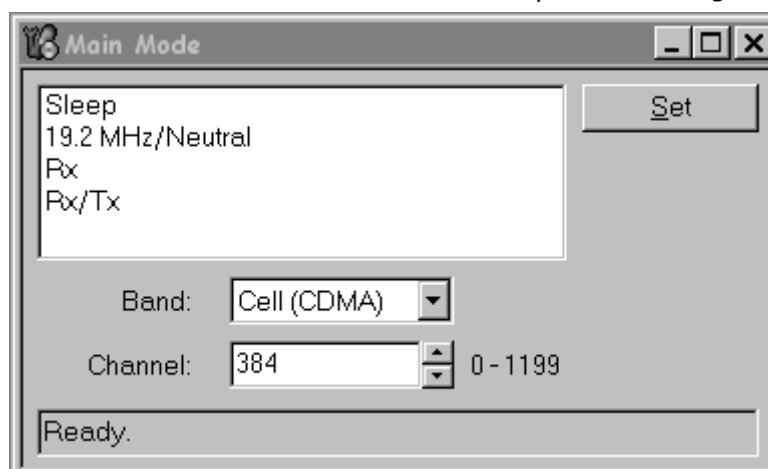 Main Mode
Sleep
Set
19.2 MHz/Neutral
Rx
Rx/Tx
Band: Cell (CDMA)
Channel: 384 0 - 1199
Ready.